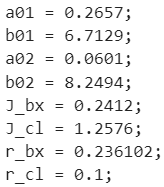 a01 = 0.2657;
b01 = 6.7129;
a02 = 0.0601;
b02 = 8.2494;
J_bx = 0.2412;
J_cl = 1.2576;
r_bx = 0.236102;
r_cl = 0.1;